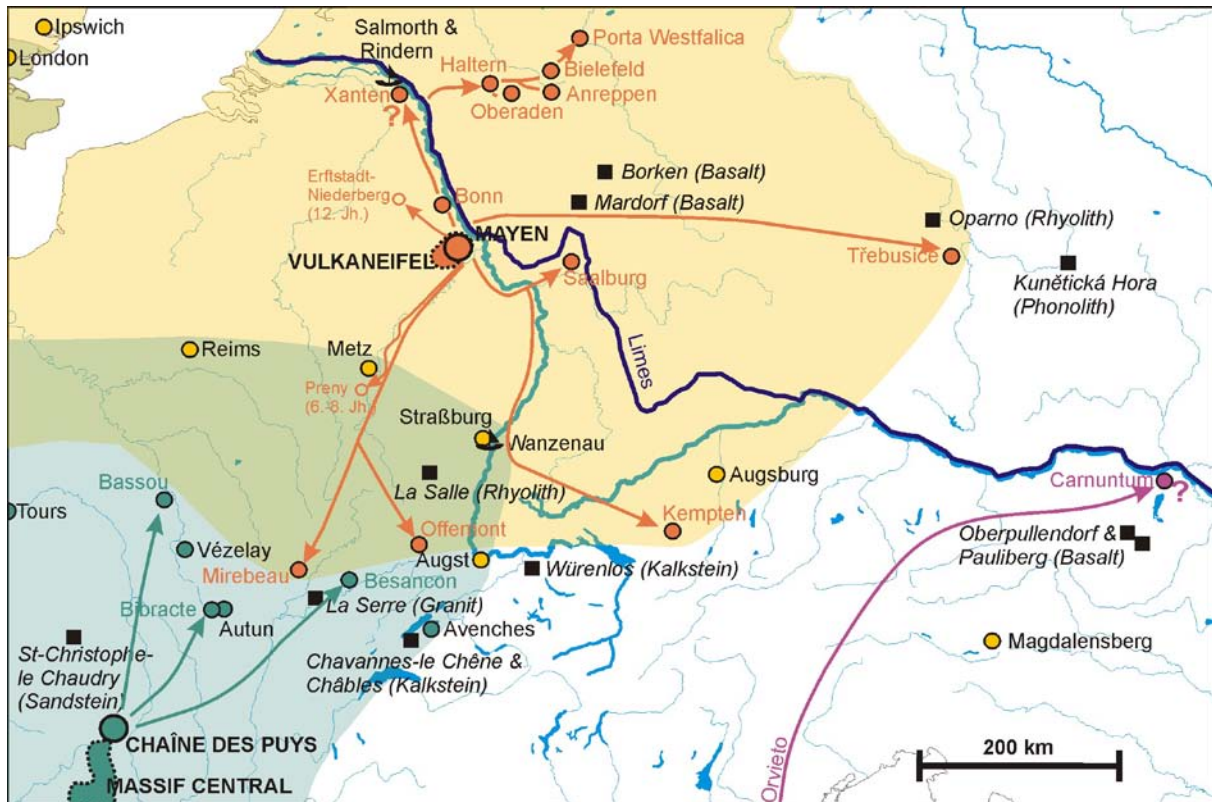 Ipswich
London
Salmorth &
Rindern
Porta Westfalica
Haltern
Bielefeld
Xanten
Anreppen
Oberaden
?
Borken (Basalt)
Mardorf (Basalt)
Erftstadt-
Niederberg
(12. Jh.)
Bonn
Oparno (Rhyolith)
MAYEN
VULKANEIFEL
Saalburg
Třebusice
Kunětická Hora
(Phonolith)
Limes
Reims
Metz
Preny
(6.-8. Jh.)
Straßburg
Wanzenau
Augsburg
La Salle (Rhyolith)
Bassou
Carnuntum
?
Tours
Kempten
Offemont
Oberpullendorf &
Pauliberg (Basalt)
Vézelay
Augst
Mirebeau
Besancon
Würenlos (Kalkstein)
La Serre (Granit)
Bibracte
Autun
Avenches
Magdalensberg
St-Christophe-
le Chaudry
(Sandstein)
Chavannes-le Chêne &
Châbles (Kalkstein)
CHAÎNE DES PUYS
MASSIF CENTRAL
Orvieto
200 km